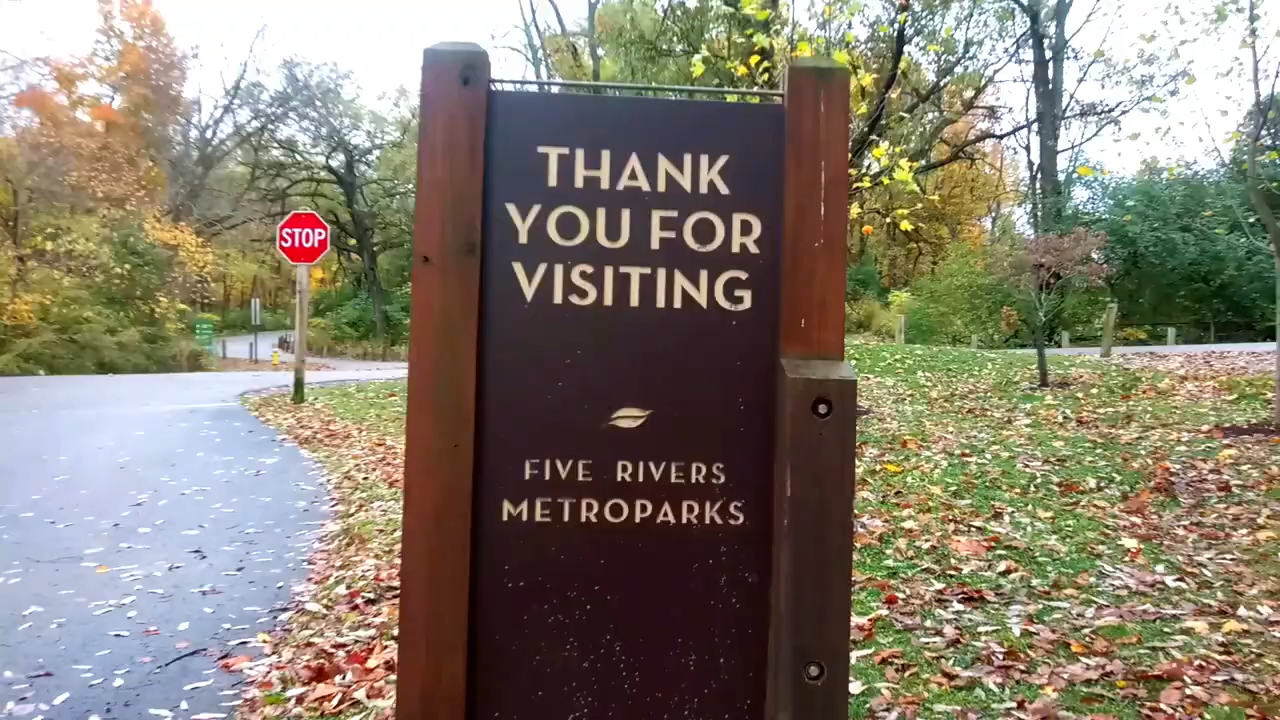 STOP
THANK
YOU FOR
VISITING
FIVE RIVERS
METROPARKS